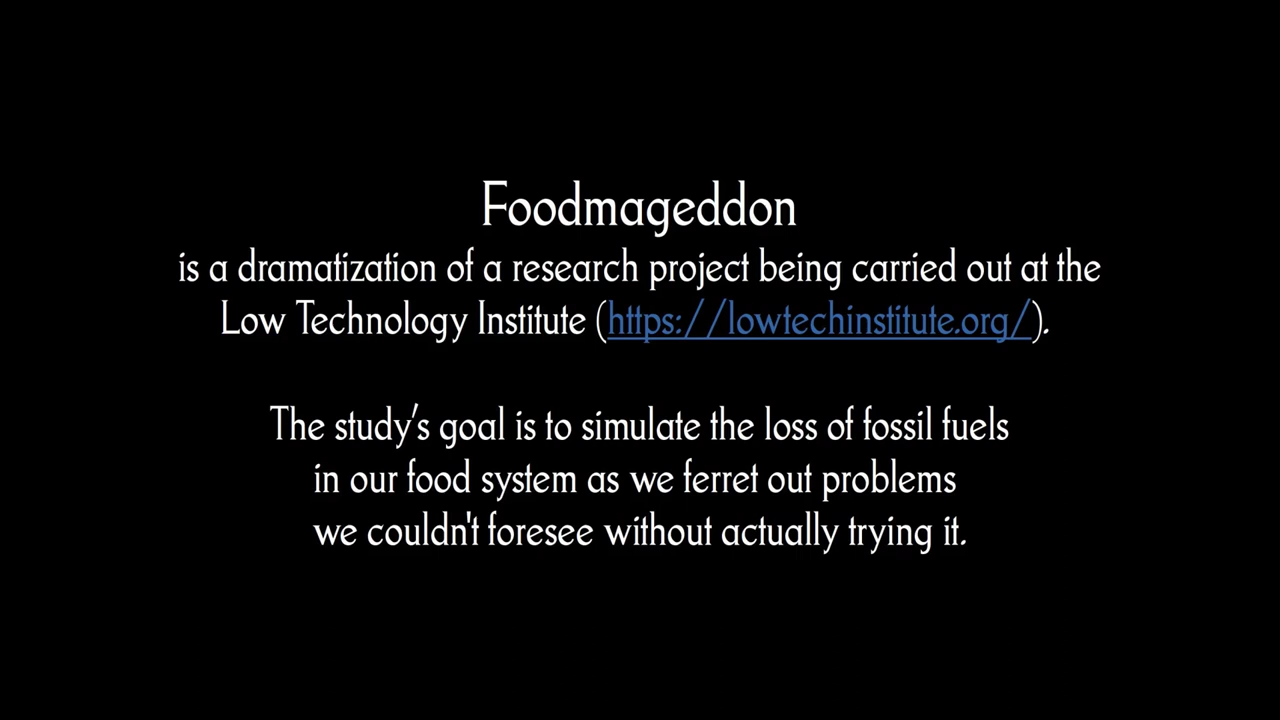 Foodmageddon
is a dramatization of a research project being carried out at the
Low Technology Institute (https://lowtechinstitute.org/).
The study's goal is to simulate the loss of fossil fuels
in our food system as we ferret out problems
we couldn't foresee without actually trying it.